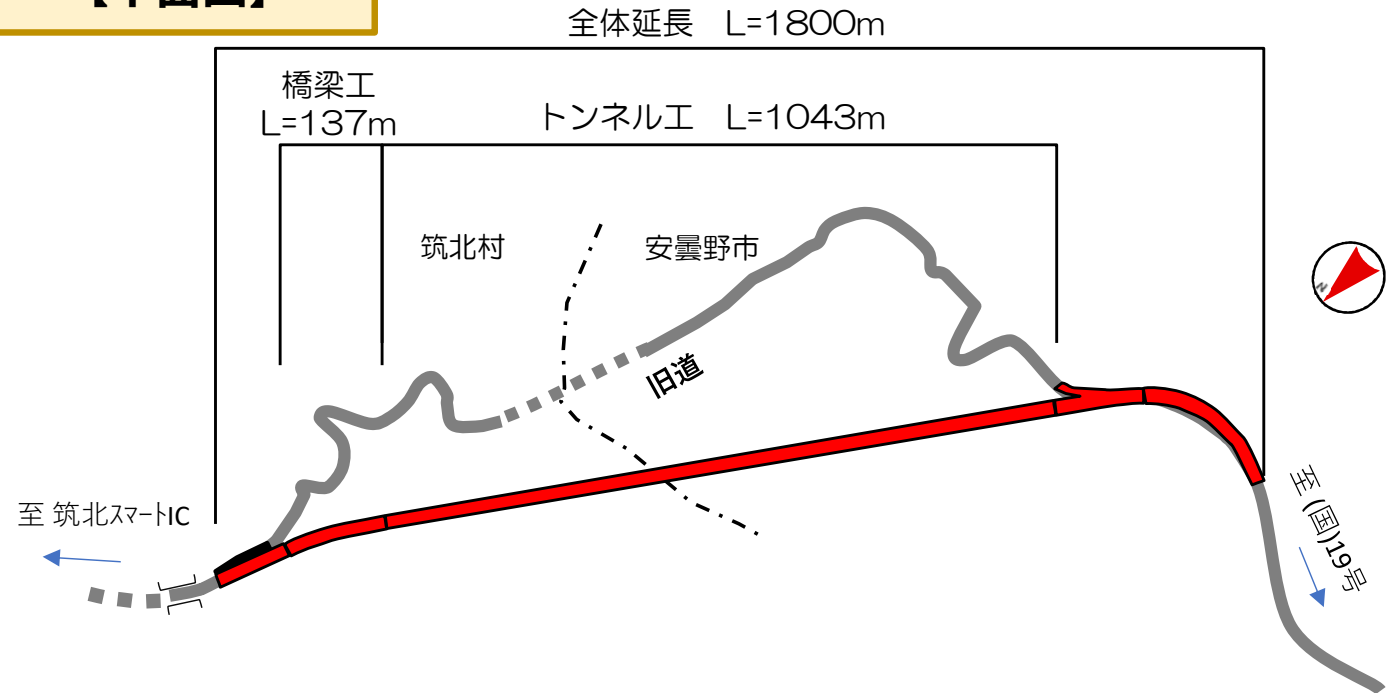 全体延長　L=1800m
橋梁工
L=137m
トンネル工　L=1043m
筑北村
安曇野市
旧道
至 筑北スマートIC
至 (国)19号
N